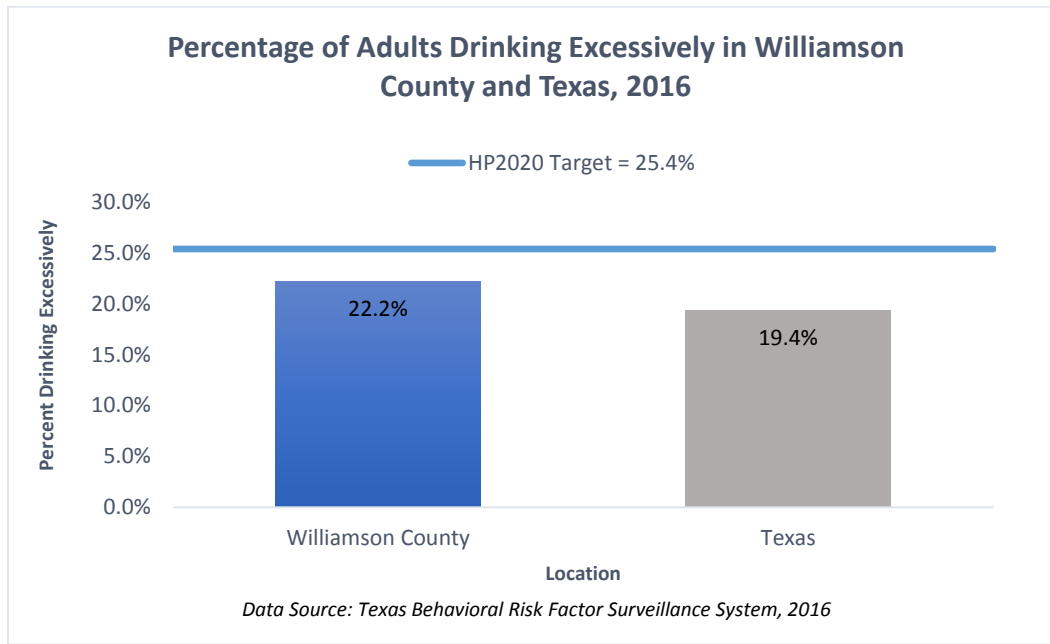 Percentage of Adults Drinking Excessively in Williamson
County and Texas, 2016
HP2020 Target = 25.4%
Percent Drinking Excessively
30.0%
25.0%
20.0%
15.0%
10.0%
5.0%
0.0%
22.2%
19.4%
Williamson County
Texas
Location
Data Source: Texas Behavioral Risk Factor Surveillance System, 2016